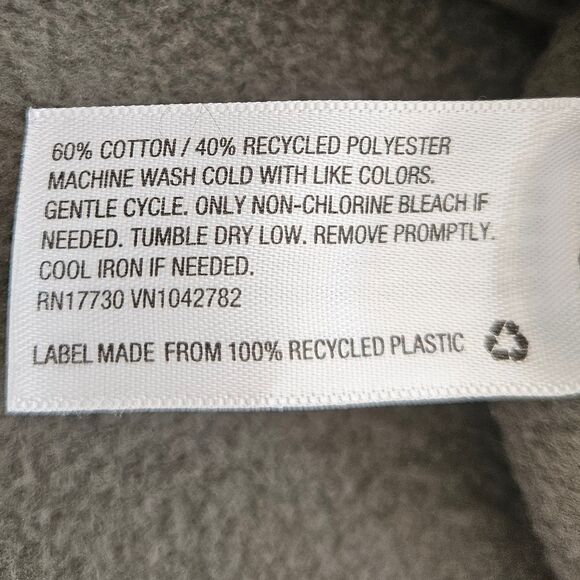 60% COTTON / 40% RECYCLED POLYESTER
MACHINE WASH COLD WITH LIKE COLORS.
GENTLE CYCLE. ONLY NON-CHLORINE BLEACH IF
NEEDED. TUMBLE DRY LOW. REMOVE PROMPTLY.
COOL IRON IF NEEDED.
RN17730 VN1042782
LABEL MADE FROM 100% RECYCLED PLASTIC